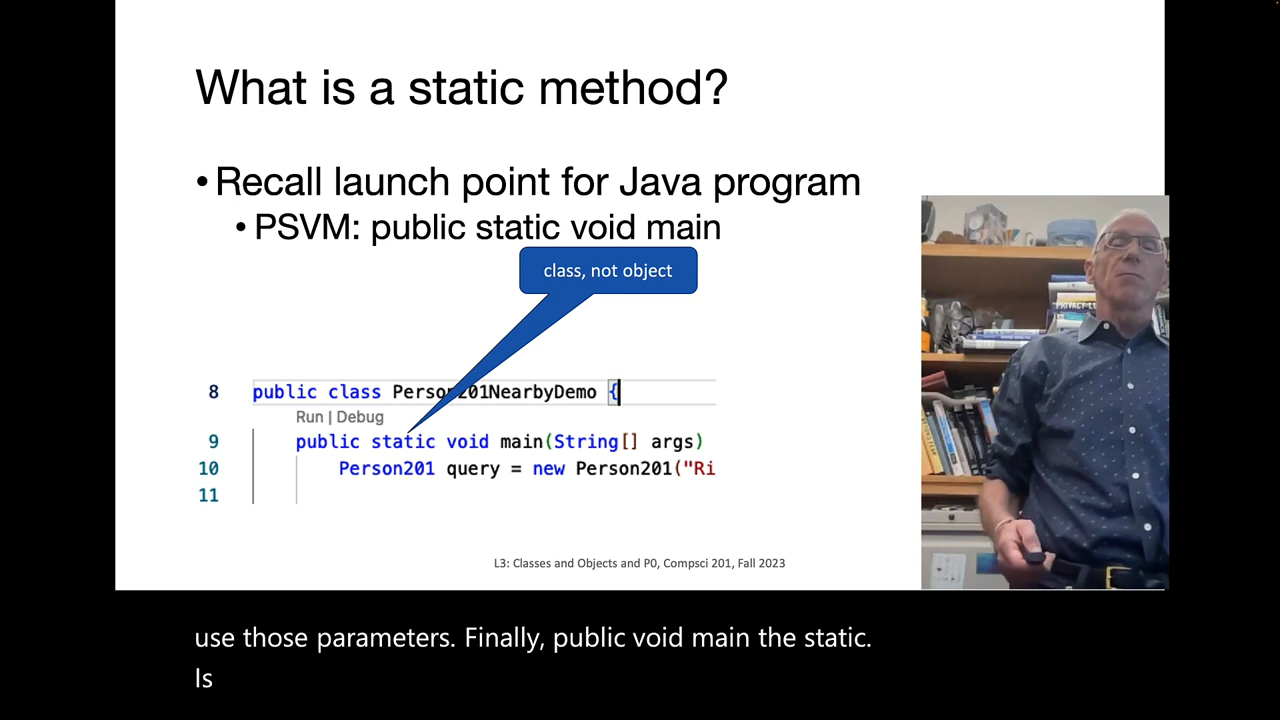 What is a static method?
• Recall launch point for Java program
• PSVM: public static void main
class, not object
8 public class Person201NearbyDemo {
Run | Debug
9 public static void main(String[] args)
10 Person201 query = new Person201("Ri
11
PRIVACY
L3: Classes and Objects and P0, Compsci 201, Fall 2023
use those parameters. Finally, public void main the static.
Is